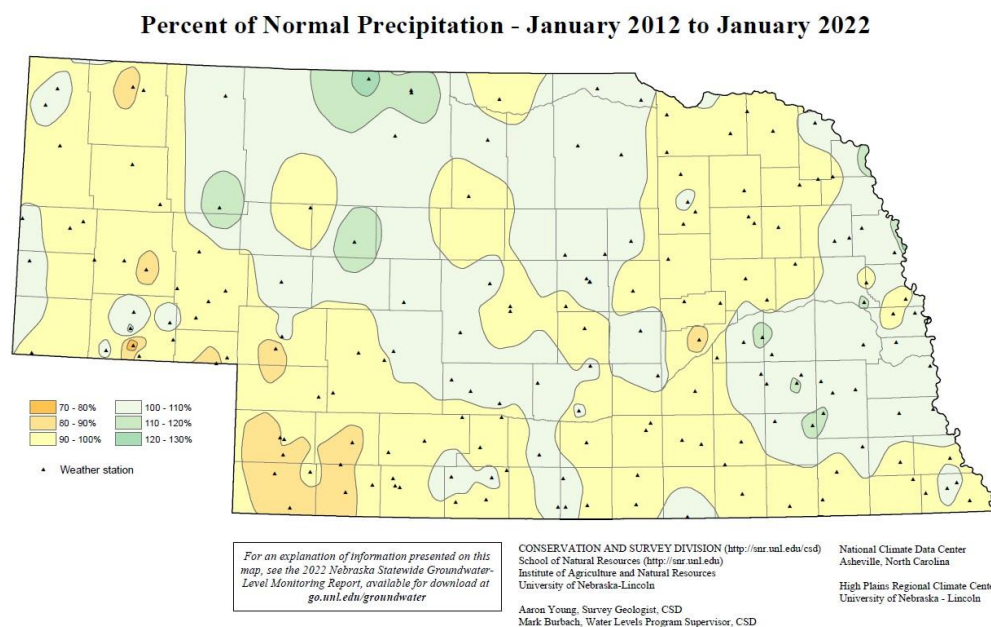 Percent of Normal Precipitation - January 2012 to January 2022
70 - 80%
80 - 90%
90 - 100%
100 - 110%
110 - 120%
120 - 130%
Weather station
For an explanation of information presented on this
map, see the 2022 Nebraska Statewide Groundwater-
Level Monitoring Report, available for download at
go.unl.edu/groundwater
CONSERVATION AND SURVEY DIVISION (http://snr.unl.edu/csd)
School of Natural Resources (http://snr.unl.edu)
Institute of Agriculture and Natural Resources
University of Nebraska-Lincoln
Aaron Young, Survey Geologist, CSD
Mark Burbach, Water Levels Program Supervisor, CSD
National Climate Data Center
Asheville, North Carolina
High Plains Regional Climate Cente
University of Nebraska - Lincoln